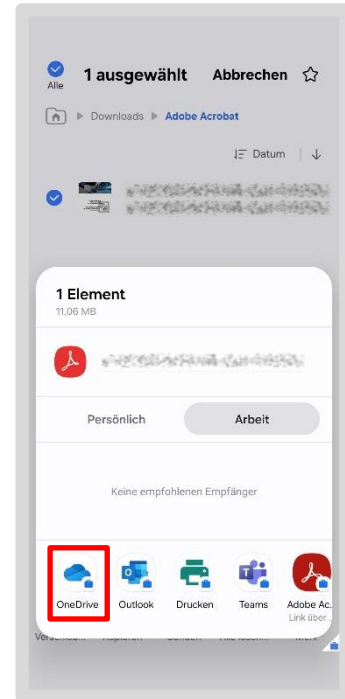 Alle
1 ausgewählt Abbrechen
Downloads Adobe Acrobat
Datum
1 Element
11,06 MB
Persönlich Arbeit
Keine empfohlenen Empfänger
OneDrive Outlook Drucken Teams Adobe Ac...
Link über ...